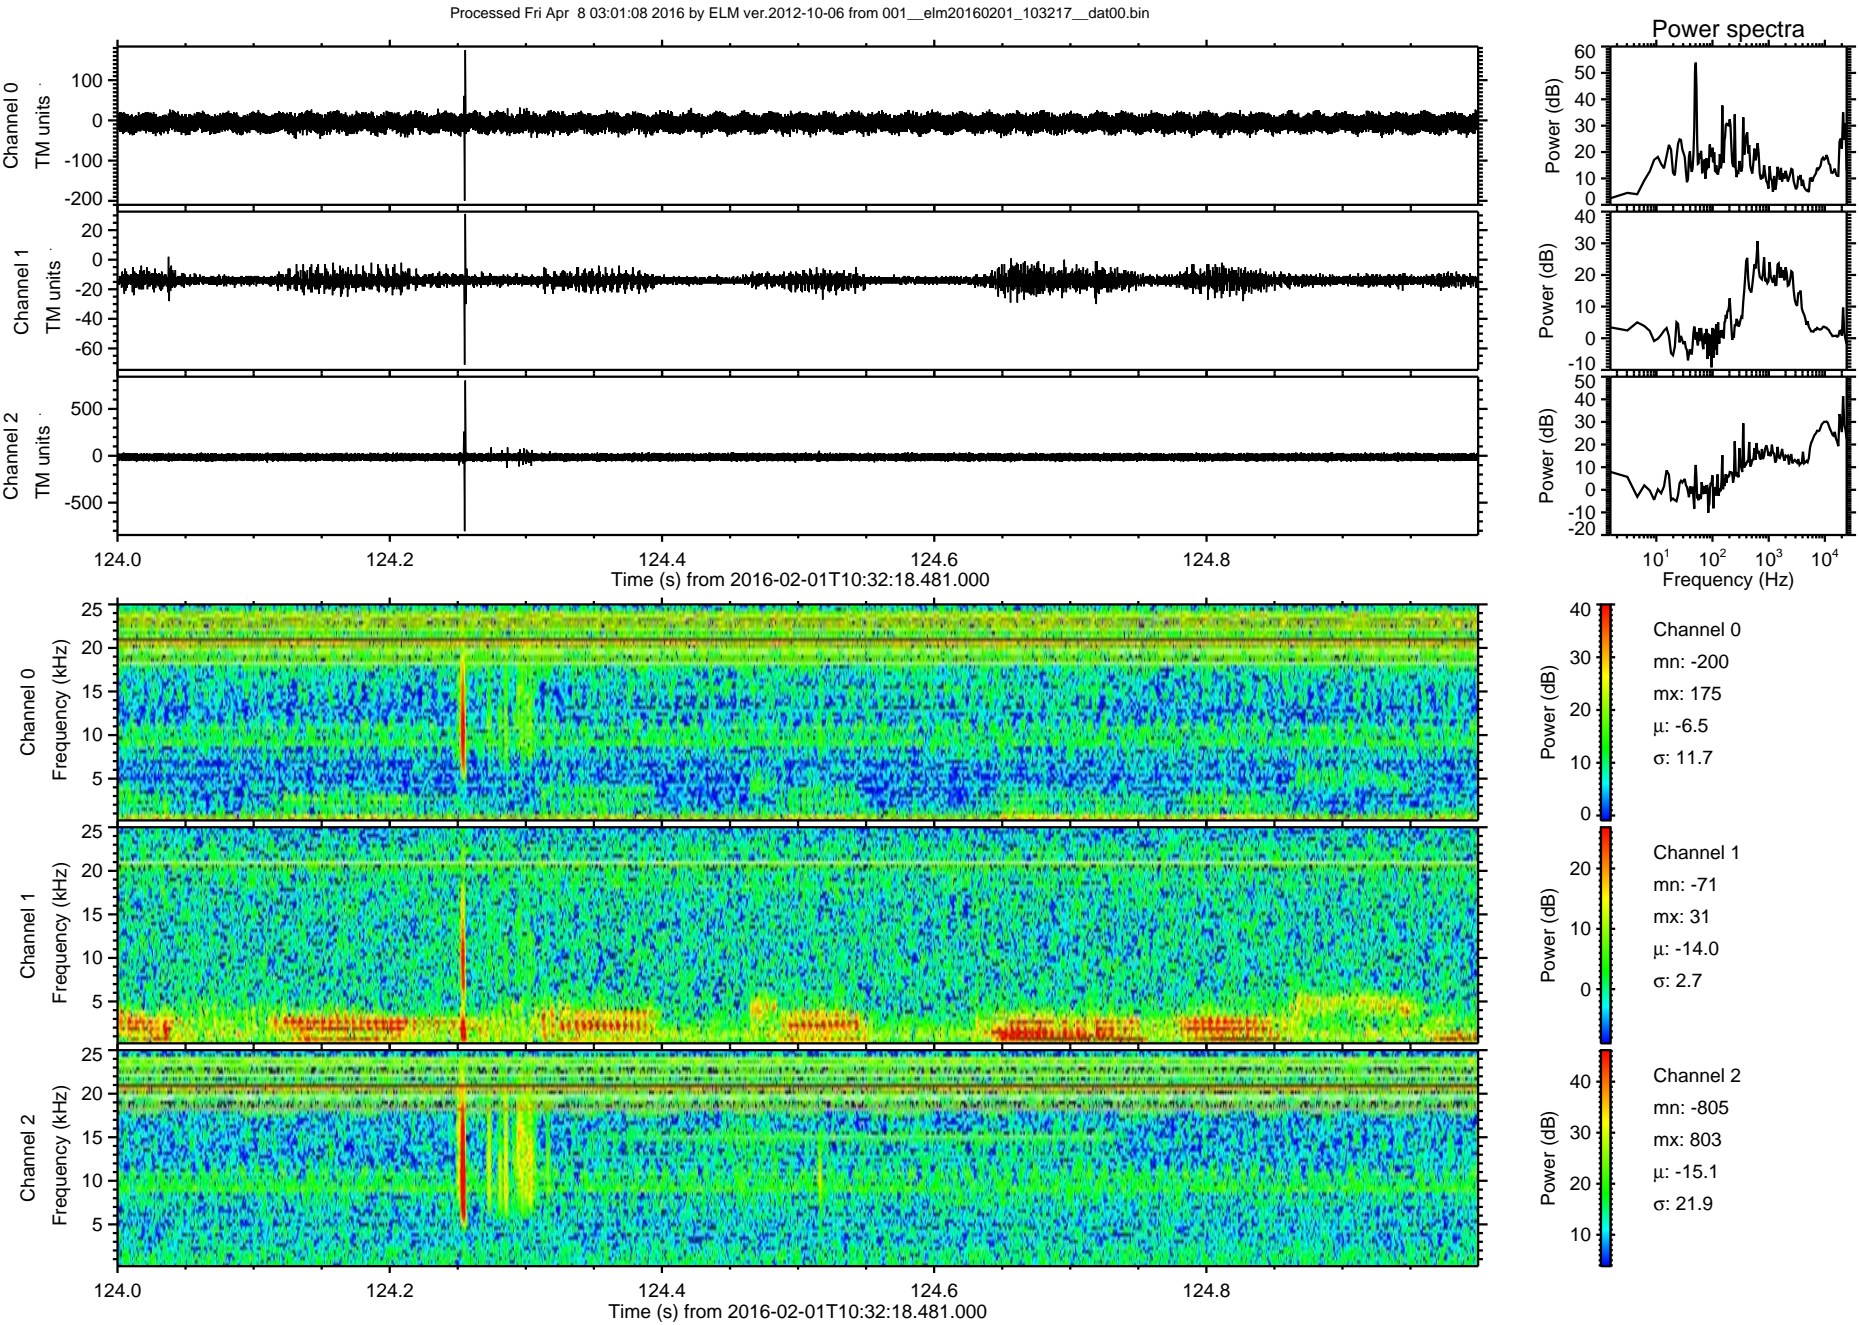 Processed Fri Apr 8 03:01:08 2016 by ELM ver.2012-10-06 from 001__elm20160201_103217__dat00.bin
Power spectra
Channel 0
TM units
100
0
-100
-200
Power (dB)
60
50
40
30
20
10
0
Channel 1
TM units
20
0
-20
-40
-60
Power (dB)
40
30
20
10
0
-10
Channel 2
TM units
500
0
-500
Power (dB)
50
40
30
20
10
0
-10
-20
124.0 124.2 124.4 124.6 124.8
Time (s) from 2016-02-01T10:32:18.481.000
10¹ 10² 10³ 10⁴
Frequency (Hz)
Channel 0
Frequency (kHz)
25
20
15
10
5
Power (dB)
40
30
20
10
0
Channel 0
mn: -200
mx: 175
μ: -6.5
σ: 11.7
Channel 1
Frequency (kHz)
25
20
15
10
5
Power (dB)
20
10
0
Channel 1
mn: -71
mx: 31
μ: -14.0
σ: 2.7
Channel 2
Frequency (kHz)
25
20
15
10
5
Power (dB)
40
30
20
10
Channel 2
mn: -805
mx: 803
μ: -15.1
σ: 21.9
124.0 124.2 124.4 124.6 124.8
Time (s) from 2016-02-01T10:32:18.481.000